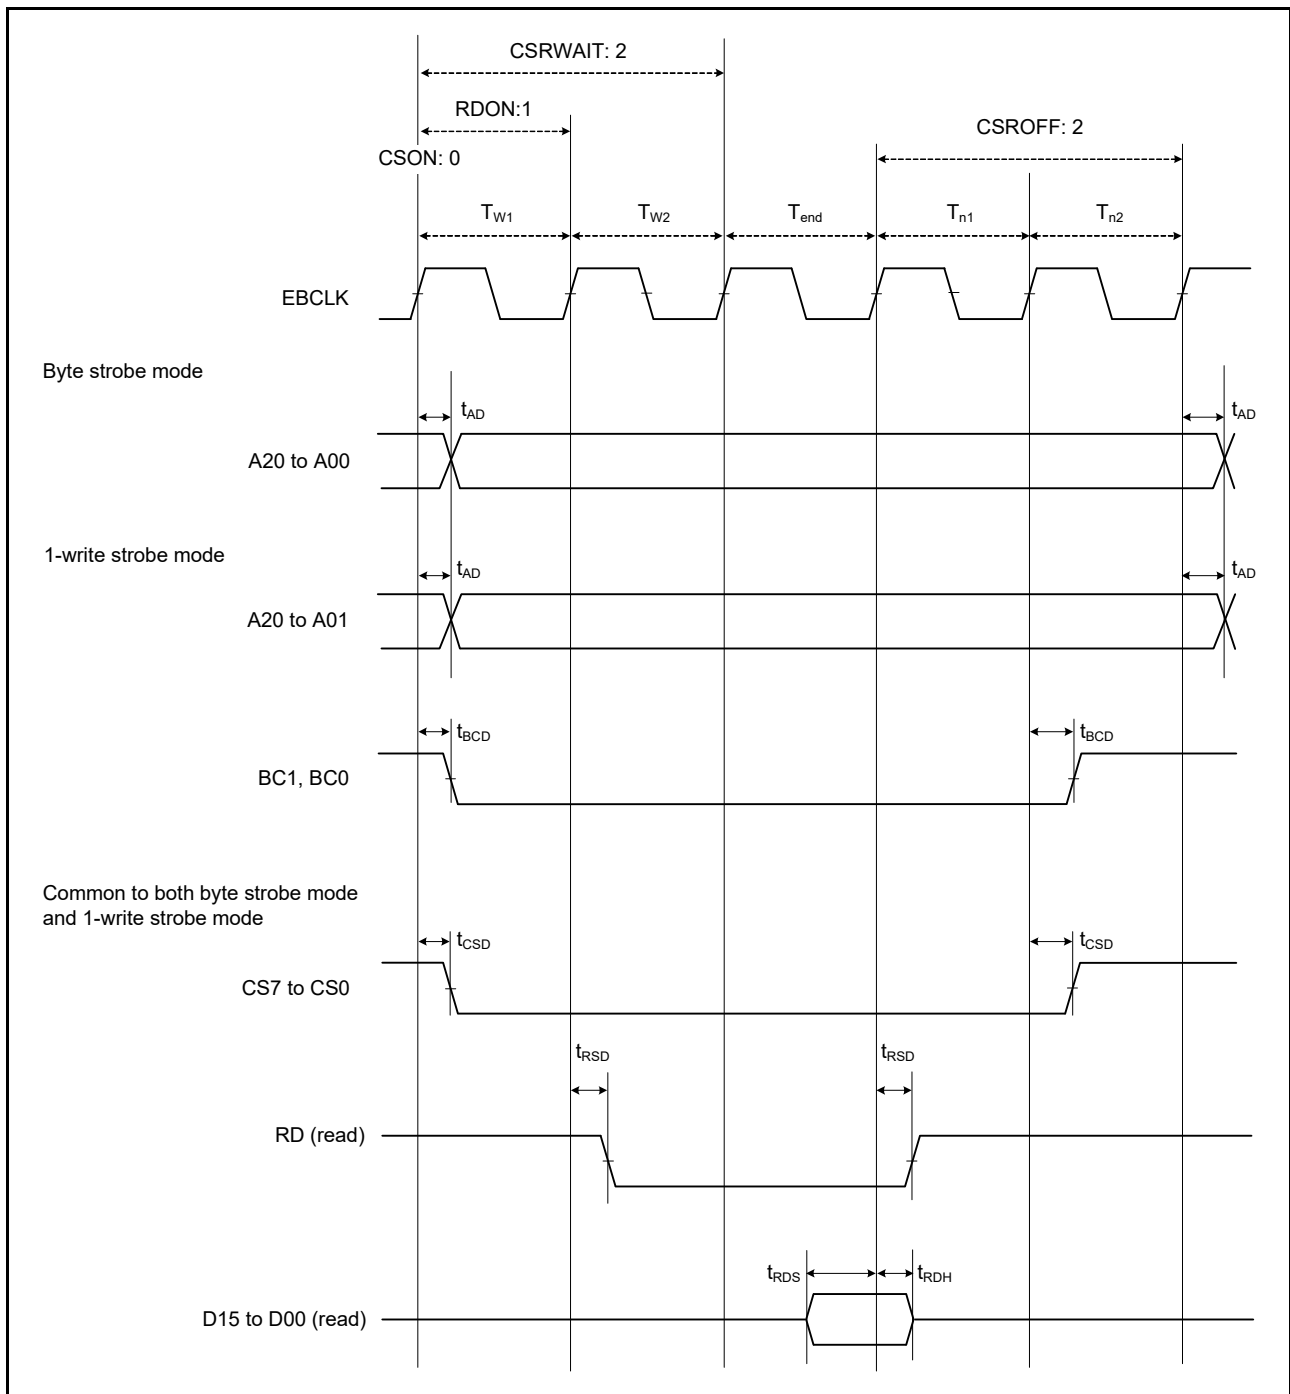 CSRWAIT: 2
RDON:1
CSROFF: 2
CSON: 0
TW1 TW2 Tend Tn1 Tn2
EBCLK
Byte strobe mode
tAD tAD
A20 to A00
1-write strobe mode
tAD tAD
A20 to A01
tBCD tBCD
BC1, BC0
Common to both byte strobe mode
and 1-write strobe mode
tCSD tCSD
CS7 to CS0
tRSD tRSD
RD (read)
tRDS tRDH
D15 to D00 (read)